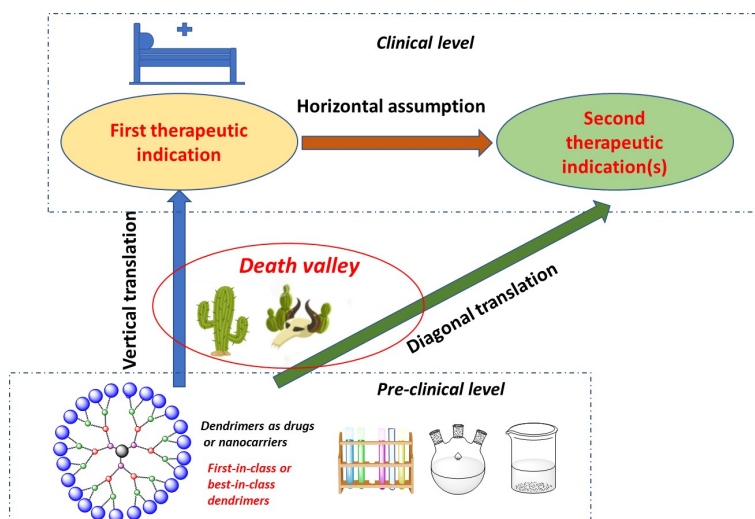 Clinical level
Horizontal assumption
First therapeutic
indication
Second
therapeutic
indication(s)
Vertical translation
Death valley
Diagonal translation
Pre-clinical level
Dendrimers as drugs
or nanocarriers
First-in-class or
best-in-class
dendrimers